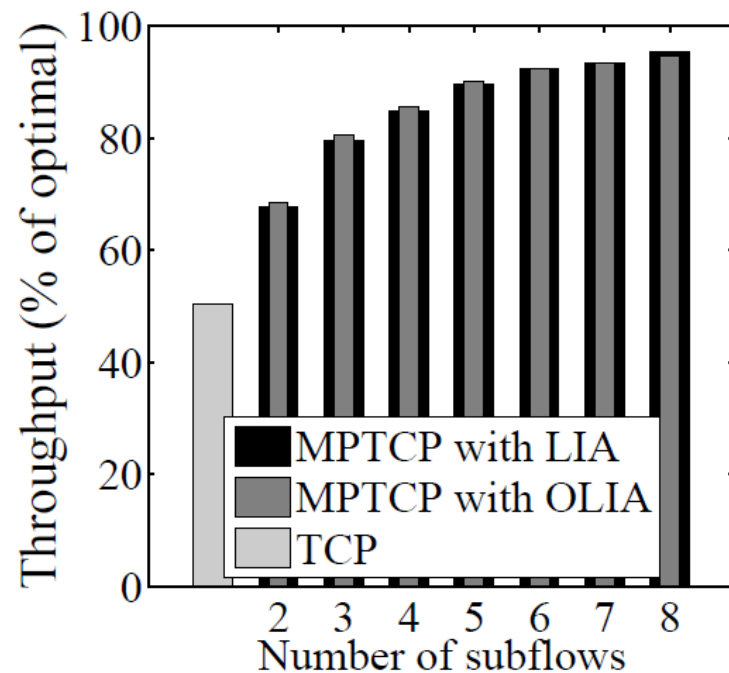 Throughput (% of optimal)
100
80
60
40
20
0
MPTCP with LIA
MPTCP with OLIA
TCP
2 3 4 5 6 7 8
Number of subflows